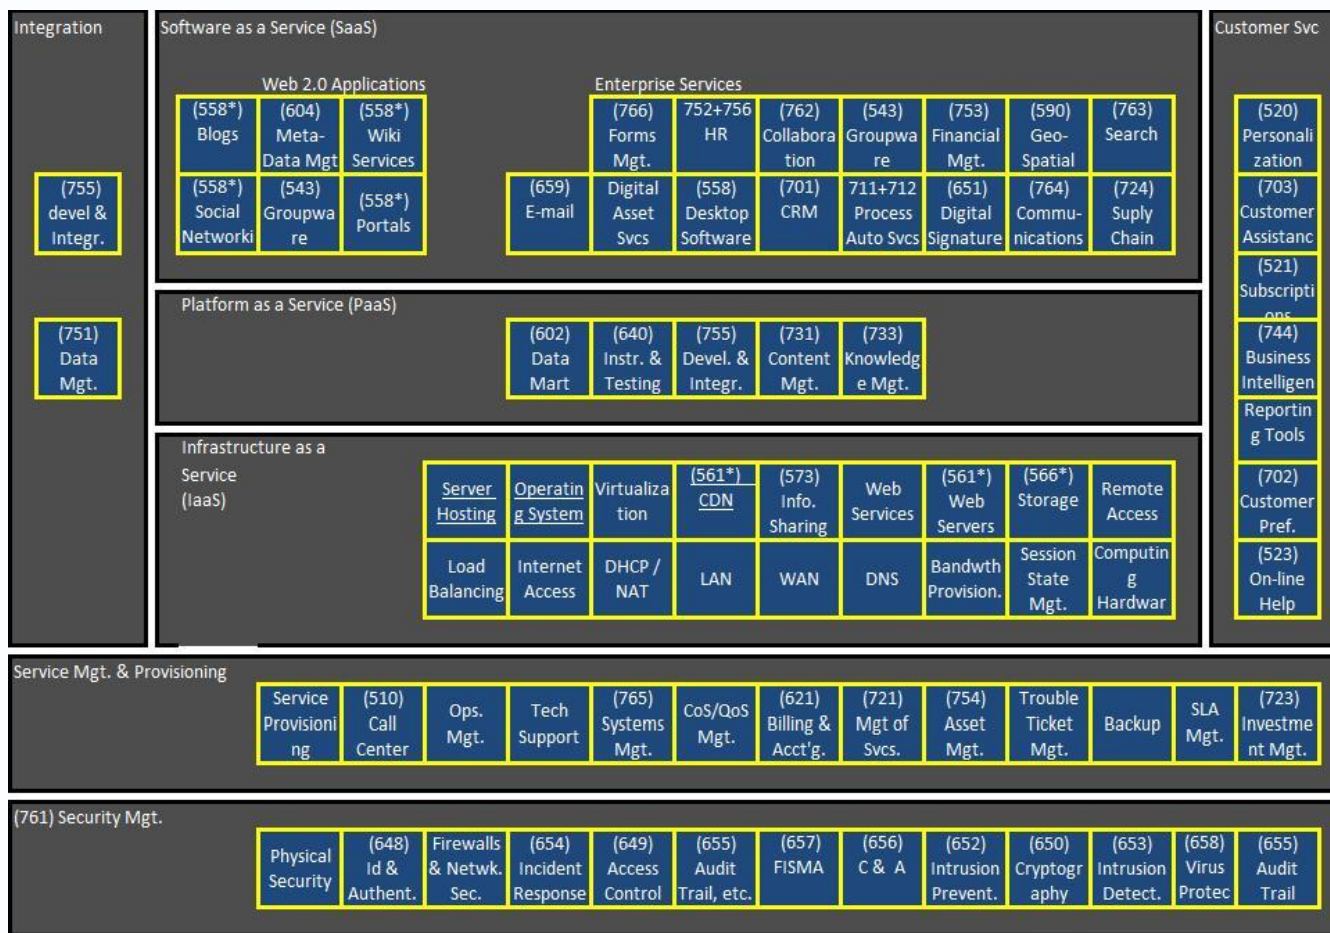 Integration
Software as a Service (SaaS)
Customer Svc
Web 2.0 Applications
Enterprise Services
(558*)
Blogs
(604)
Meta-
Data Mgt
(558*)
Wiki
Services
(766)
Forms
Mgt.
752+756
HR
(762)
Collabora
tion
(543)
Groupwa
re
(753)
Financial
Mgt.
(590)
Geo-
Spatial
(763)
Search
(520)
Personali
zation
(755)
devel &
Integr.
(558*)
Social
Networki
(543)
Groupwa
re
(558*)
Portals
(659)
E-mail
Digital
Asset
Svcs
(558)
Desktop
Software
(701)
CRM
711+712
Process
Auto Svcs
(651)
Digital
Signature
(764)
Commu-
nications
(724)
Suply
Chain
(703)
Customer
Assistanc
(521)
Subscripti
ons
Platform as a Service (PaaS)
(751)
Data
Mgt.
(602)
Data
Mart
(640)
Instr. &
Testing
(755)
Devel. &
Integr.
(731)
Content
Mgt.
(733)
Knowledg
e Mgt.
(744)
Business
Intelligen
Reportin
g Tools
Infrastructure as a
Service
(IaaS)
Server
Hosting
Operatin
g System
Virtualiza
tion
(561*)
CDN
(573)
Info.
Sharing
Web
Services
(561*)
Web
Servers
(566*)
Storage
Remote
Access
(702)
Customer
Pref.
Load
Balancing
Internet
Access
DHCP /
NAT
LAN
WAN
DNS
Bandwth
Provision.
Session
State
Mgt.
Computin
g
Hardwar
(523)
On-line
Help
Service Mgt. & Provisioning
Service
Provisioni
ng
(510)
Call
Center
Ops.
Mgt.
Tech
Support
(765)
Systems
Mgt.
CoS/QoS
Mgt.
(621)
Billing &
Acct'g.
(721)
Mgt of
Svcs.
(754)
Asset
Mgt.
Trouble
Ticket
Mgt.
Backup
SLA
Mgt.
(723)
Investme
nt Mgt.
(761) Security Mgt.
Physical
Security
(648)
Id &
Authent.
Firewalls
& Netwk.
Sec.
(654)
Incident
Response
(649)
Access
Control
(655)
Audit
Trail, etc.
(657)
FISMA
(656)
C & A
(652)
Intrusion
Prevent.
(650)
Cryptogr
aphy
(653)
Intrusion
Detect.
(658)
Virus
Protec
(655)
Audit
Trail